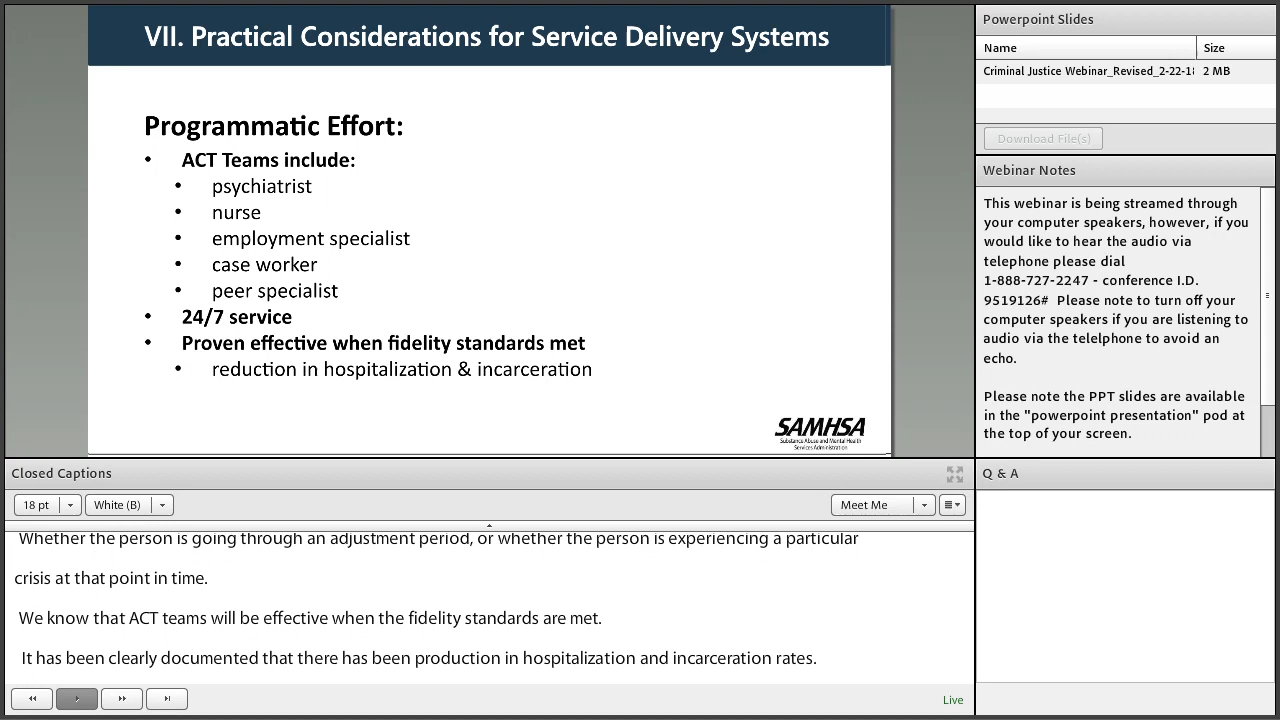 VII. Practical Considerations for Service Delivery Systems
Programmatic Effort:
• ACT Teams include:
• psychiatrist
• nurse
• employment specialist
• case worker
• peer specialist
• 24/7 service
• Proven effective when fidelity standards met
• reduction in hospitalization & incarceration
SAMHSA
Substance Abuse and Mental Health
Services Administration
Powerpoint Slides
Name Size
Criminal Justice Webinar_Revised_2-22-18 2 MB
Download File(s)
Webinar Notes
This webinar is being streamed through
your computer speakers, however, if you
would like to hear the audio via
telephone please dial
1-888-727-2247 - conference I.D.
9519126# Please note to turn off your
computer speakers if you are listening to
audio via the telelphone to avoid an
echo.
Please note the PPT slides are available
in the "powerpoint presentation" pod at
the top of your screen.
Closed Captions
18 pt White (B) Meet Me
Whether the person is going through an adjustment period, or whether the person is experiencing a particular
crisis at that point in time.
We know that ACT teams will be effective when the fidelity standards are met.
It has been clearly documented that there has been production in hospitalization and incarceration rates.
Live
Q & A